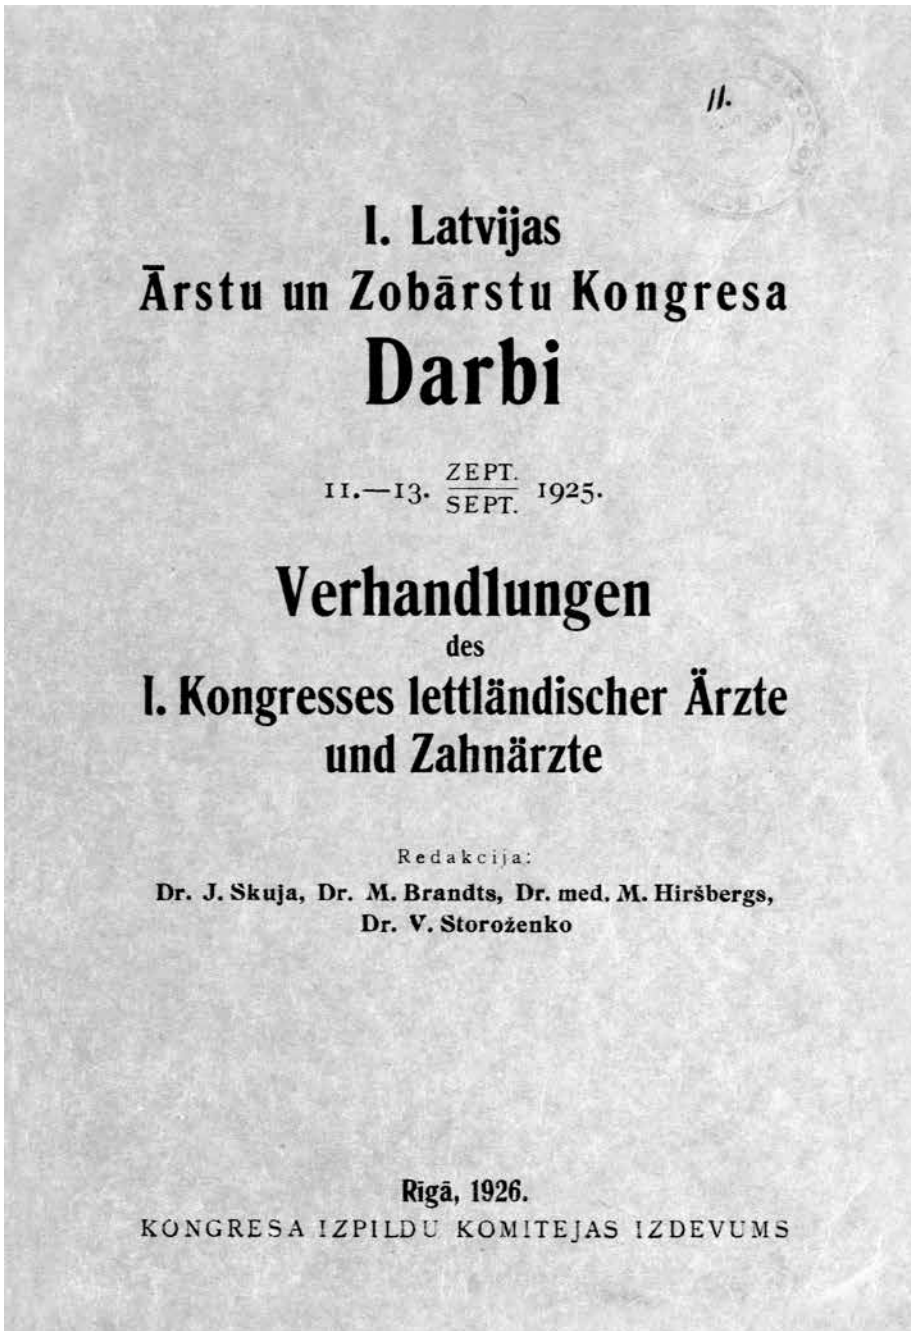 11.
I. Latvijas
Ārstu un Zobārstu Kongresa
Darbi
11.—13. ZEPT. / SEPT. 1925.
Verhandlungen
des
I. Kongresses lettländischer Ärzte
und Zahnärzte
Redakcija:
Dr. J. Skuja, Dr. M. Brandts, Dr. med. M. Hiršbergs,
Dr. V. Storoženko
Rīgā, 1926.
KONGRESA IZPILDU KOMITEJAS IZDEVUMS